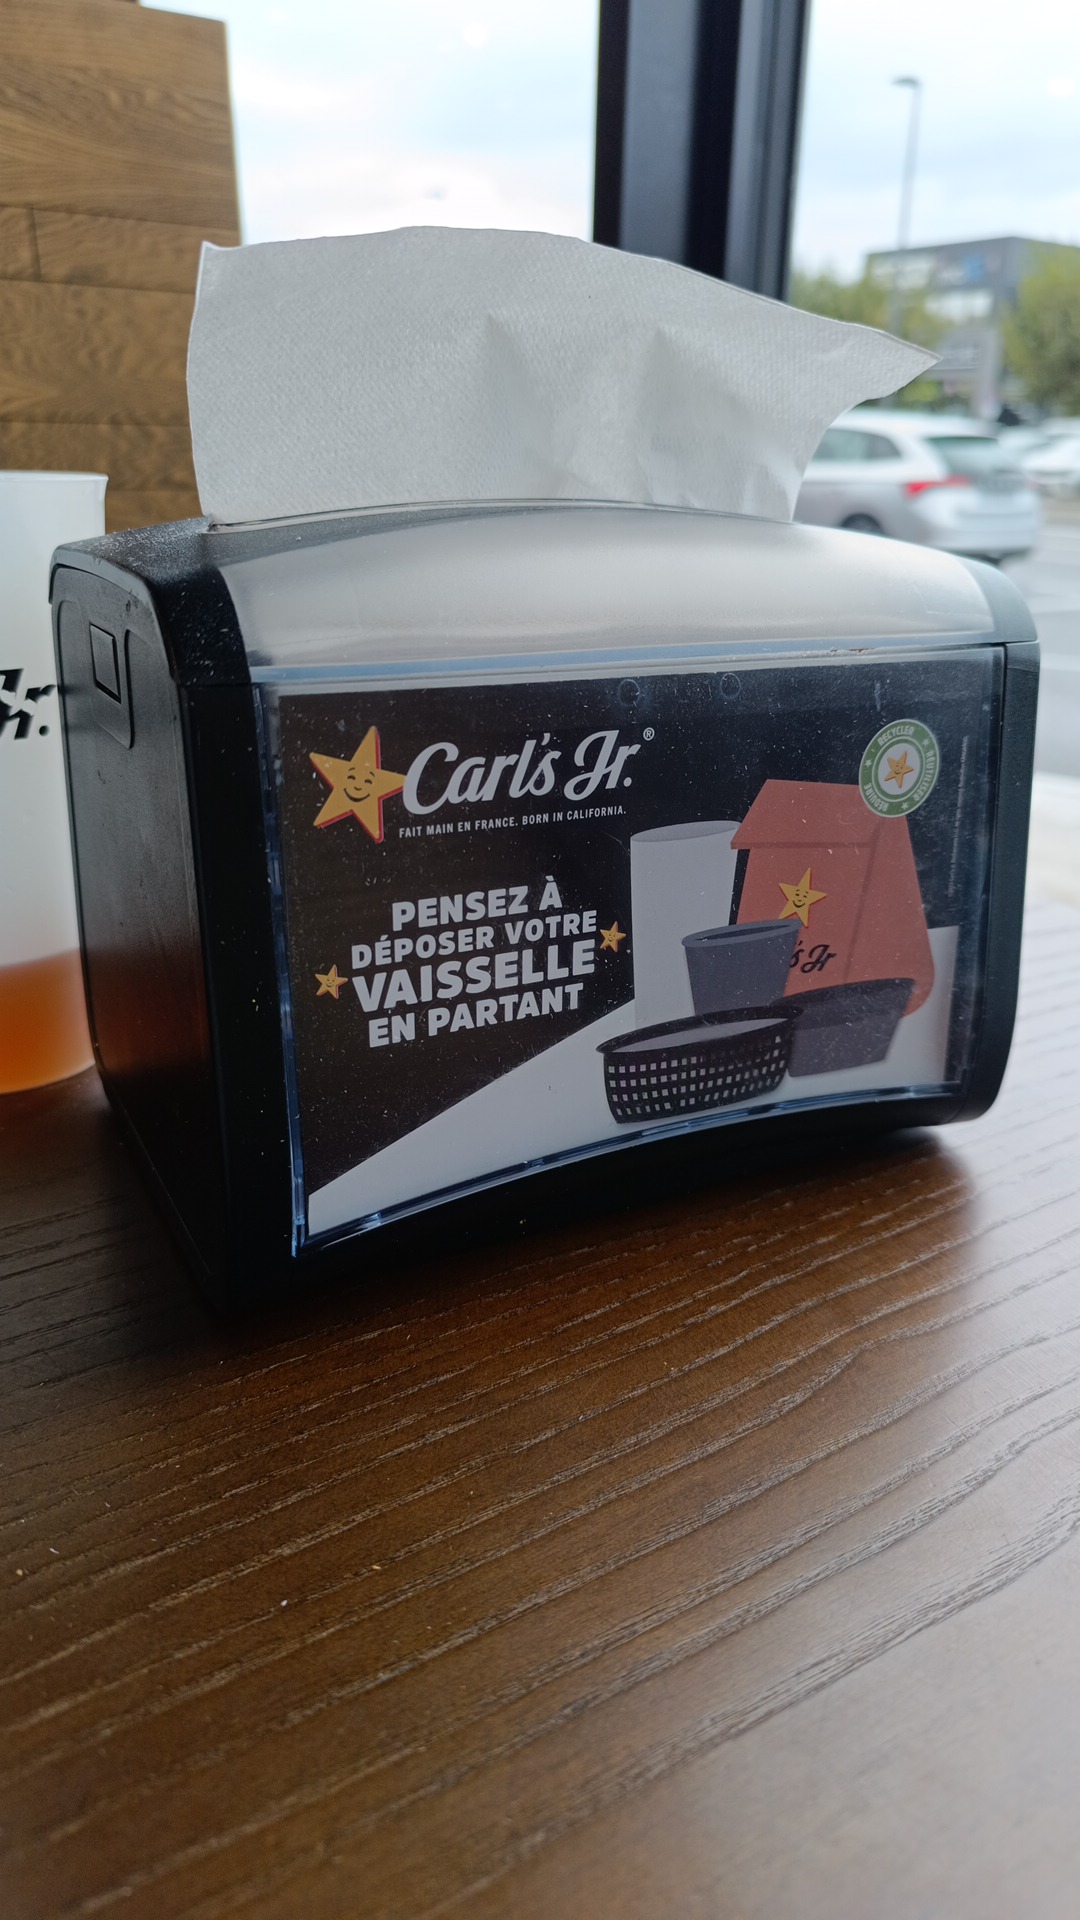 Carl's Jr.®
FAIT MAIN EN FRANCE. BORN IN CALIFORNIA.
PENSEZ À
DÉPOSER VOTRE
VAISSELLE
EN PARTANT
RECYCLER
RÉUTILISER
RÉDUIRE
's Jr
Jr.